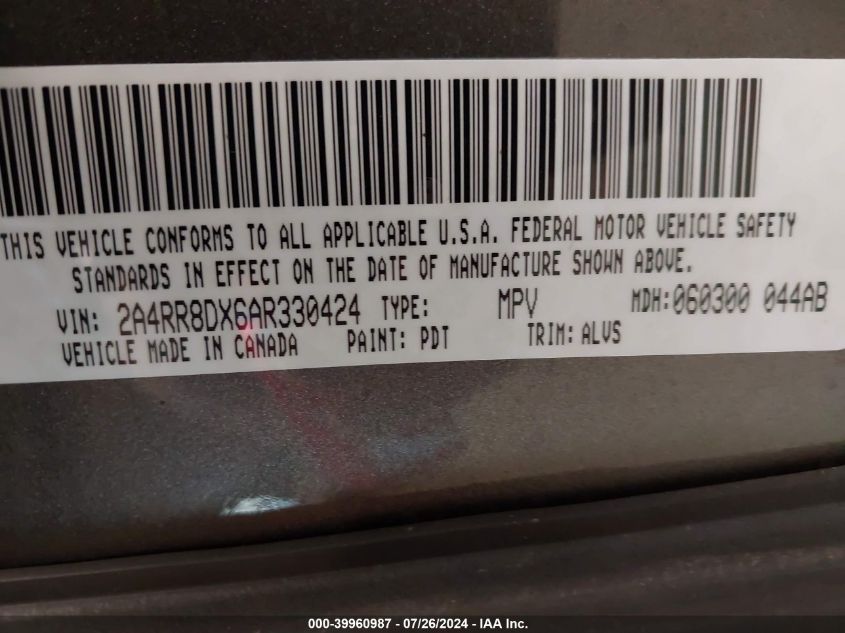 THIS VEHICLE CONFORMS TO ALL APPLICABLE U.S.A. FEDERAL MOTOR VEHICLE SAFETY
STANDARDS IN EFFECT ON THE DATE OF MANUFACTURE SHOWN ABOVE.
VIN: 2A4RR8DX6AR330424 TYPE: MPV MDH:060300 044AB
VEHICLE MADE IN CANADA PAINT: PDT TRIM: ALVS
000-39960987 - 07/26/2024 - IAA Inc.